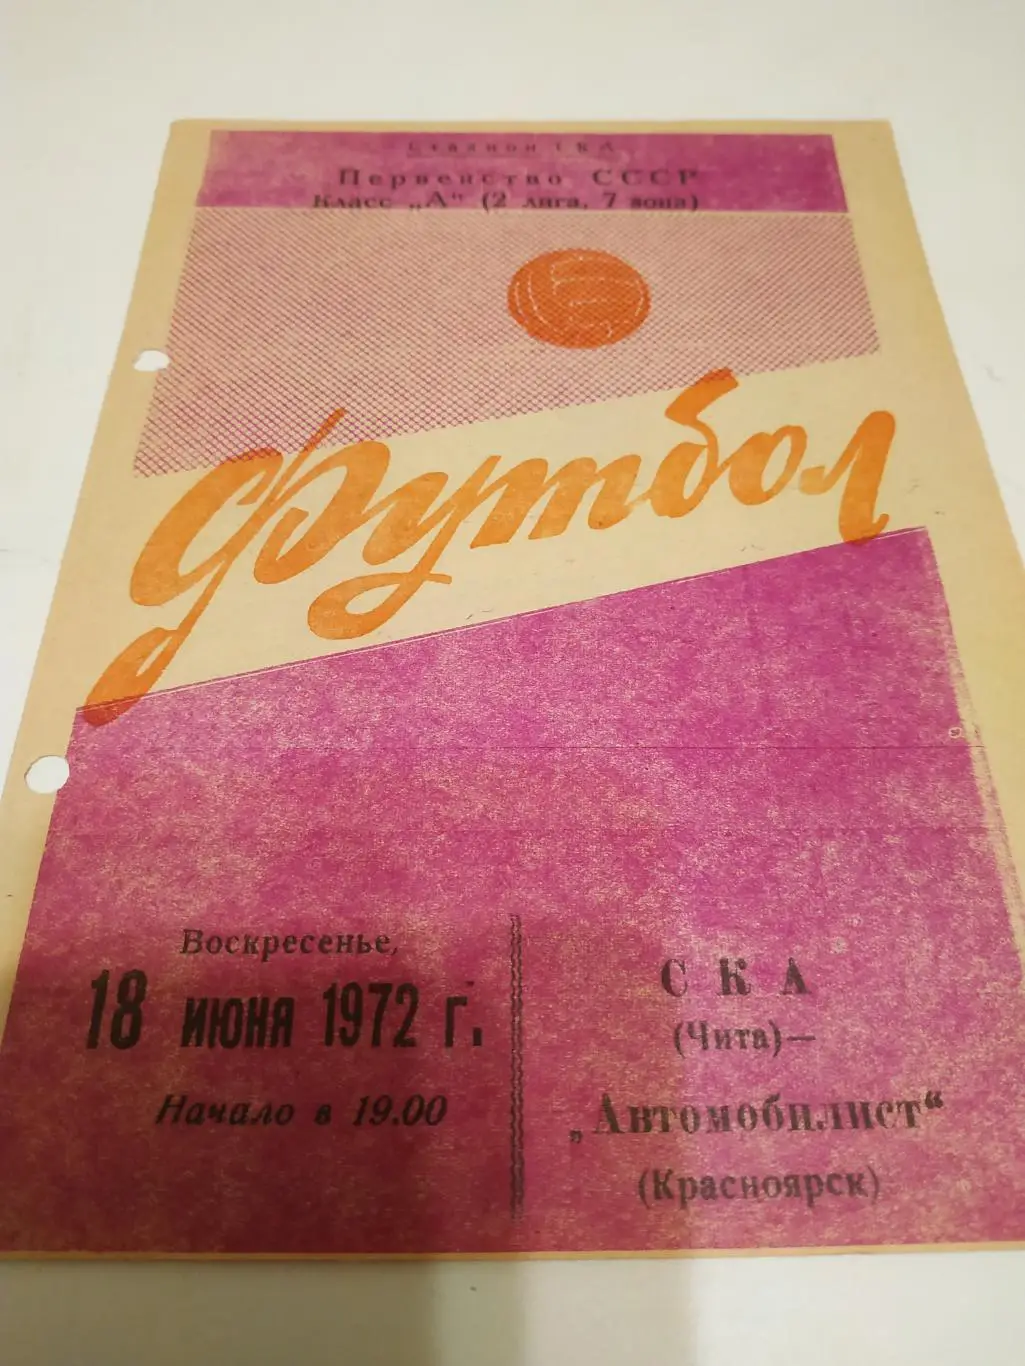 Стадион СКА
Первенство СССР
Класс „А" (2 лига, 7 зона)
Футбол
Воскресенье,
18 июня 1972 г.
Начало в 19.00
СКА
(Чита)—
„Автомобилист"
(Красноярск)